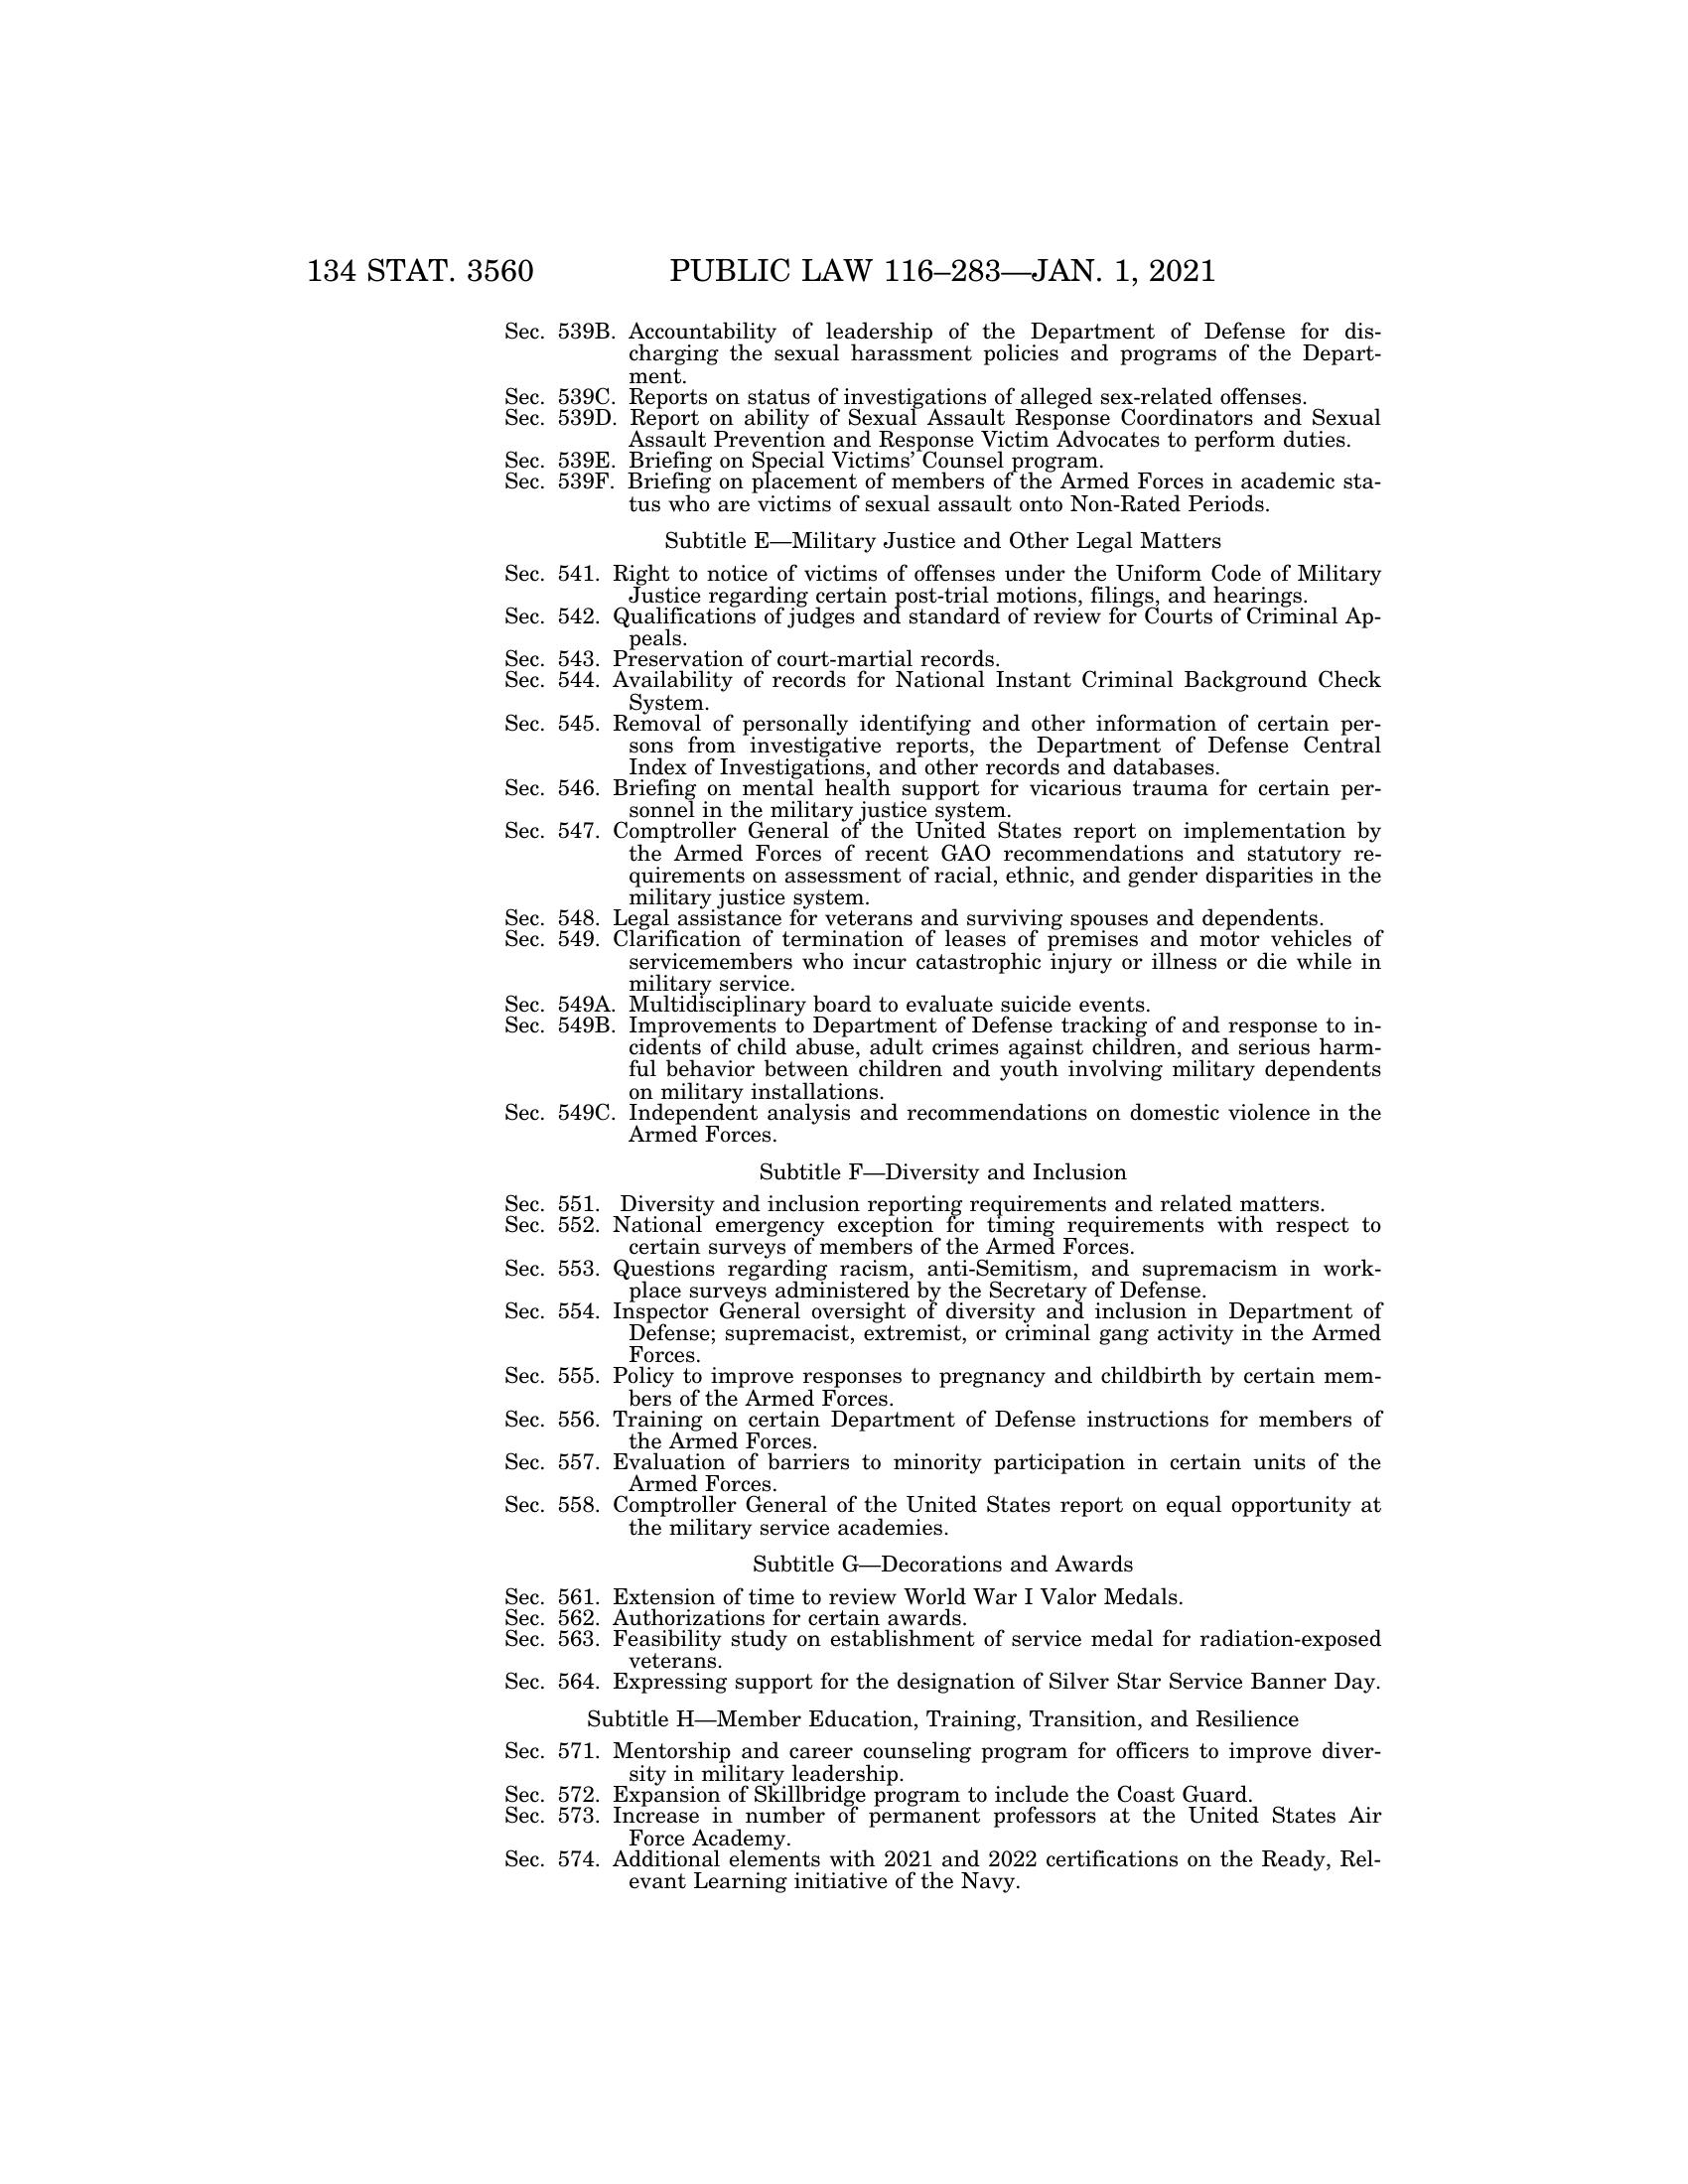 134 STAT. 3560 PUBLIC LAW 116–283—JAN. 1, 2021
Sec. 539B. Accountability of leadership of the Department of Defense for dis-
charging the sexual harassment policies and programs of the Depart-
ment.
Sec. 539C. Reports on status of investigations of alleged sex-related offenses.
Sec. 539D. Report on ability of Sexual Assault Response Coordinators and Sexual
Assault Prevention and Response Victim Advocates to perform duties.
Sec. 539E. Briefing on Special Victims’ Counsel program.
Sec. 539F. Briefing on placement of members of the Armed Forces in academic sta-
tus who are victims of sexual assault onto Non-Rated Periods.
Subtitle E—Military Justice and Other Legal Matters
Sec. 541. Right to notice of victims of offenses under the Uniform Code of Military
Justice regarding certain post-trial motions, filings, and hearings.
Sec. 542. Qualifications of judges and standard of review for Courts of Criminal Ap-
peals.
Sec. 543. Preservation of court-martial records.
Sec. 544. Availability of records for National Instant Criminal Background Check
System.
Sec. 545. Removal of personally identifying and other information of certain per-
sons from investigative reports, the Department of Defense Central
Index of Investigations, and other records and databases.
Sec. 546. Briefing on mental health support for vicarious trauma for certain per-
sonnel in the military justice system.
Sec. 547. Comptroller General of the United States report on implementation by
the Armed Forces of recent GAO recommendations and statutory re-
quirements on assessment of racial, ethnic, and gender disparities in the
military justice system.
Sec. 548. Legal assistance for veterans and surviving spouses and dependents.
Sec. 549. Clarification of termination of leases of premises and motor vehicles of
servicemembers who incur catastrophic injury or illness or die while in
military service.
Sec. 549A. Multidisciplinary board to evaluate suicide events.
Sec. 549B. Improvements to Department of Defense tracking of and response to in-
cidents of child abuse, adult crimes against children, and serious harm-
ful behavior between children and youth involving military dependents
on military installations.
Sec. 549C. Independent analysis and recommendations on domestic violence in the
Armed Forces.
Subtitle F—Diversity and Inclusion
Sec. 551. Diversity and inclusion reporting requirements and related matters.
Sec. 552. National emergency exception for timing requirements with respect to
certain surveys of members of the Armed Forces.
Sec. 553. Questions regarding racism, anti-Semitism, and supremacism in work-
place surveys administered by the Secretary of Defense.
Sec. 554. Inspector General oversight of diversity and inclusion in Department of
Defense; supremacist, extremist, or criminal gang activity in the Armed
Forces.
Sec. 555. Policy to improve responses to pregnancy and childbirth by certain mem-
bers of the Armed Forces.
Sec. 556. Training on certain Department of Defense instructions for members of
the Armed Forces.
Sec. 557. Evaluation of barriers to minority participation in certain units of the
Armed Forces.
Sec. 558. Comptroller General of the United States report on equal opportunity at
the military service academies.
Subtitle G—Decorations and Awards
Sec. 561. Extension of time to review World War I Valor Medals.
Sec. 562. Authorizations for certain awards.
Sec. 563. Feasibility study on establishment of service medal for radiation-exposed
veterans.
Sec. 564. Expressing support for the designation of Silver Star Service Banner Day.
Subtitle H—Member Education, Training, Transition, and Resilience
Sec. 571. Mentorship and career counseling program for officers to improve diver-
sity in military leadership.
Sec. 572. Expansion of Skillbridge program to include the Coast Guard.
Sec. 573. Increase in number of permanent professors at the United States Air
Force Academy.
Sec. 574. Additional elements with 2021 and 2022 certifications on the Ready, Rel-
evant Learning initiative of the Navy.